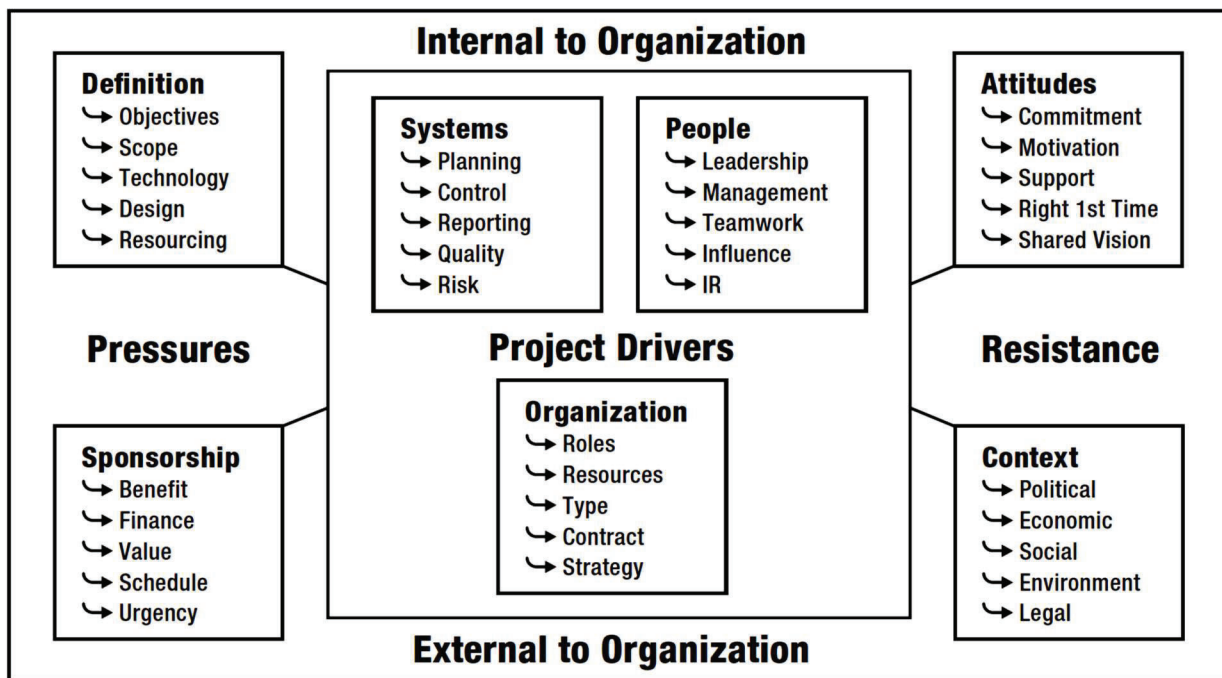 Internal to Organization
Definition
Objectives
Scope
Technology
Design
Resourcing
Systems
Planning
Control
Reporting
Quality
Risk
People
Leadership
Management
Teamwork
Influence
IR
Attitudes
Commitment
Motivation
Support
Right 1st Time
Shared Vision
Pressures
Project Drivers
Resistance
Sponsorship
Benefit
Finance
Value
Schedule
Urgency
Organization
Roles
Resources
Type
Contract
Strategy
Context
Political
Economic
Social
Environment
Legal
External to Organization